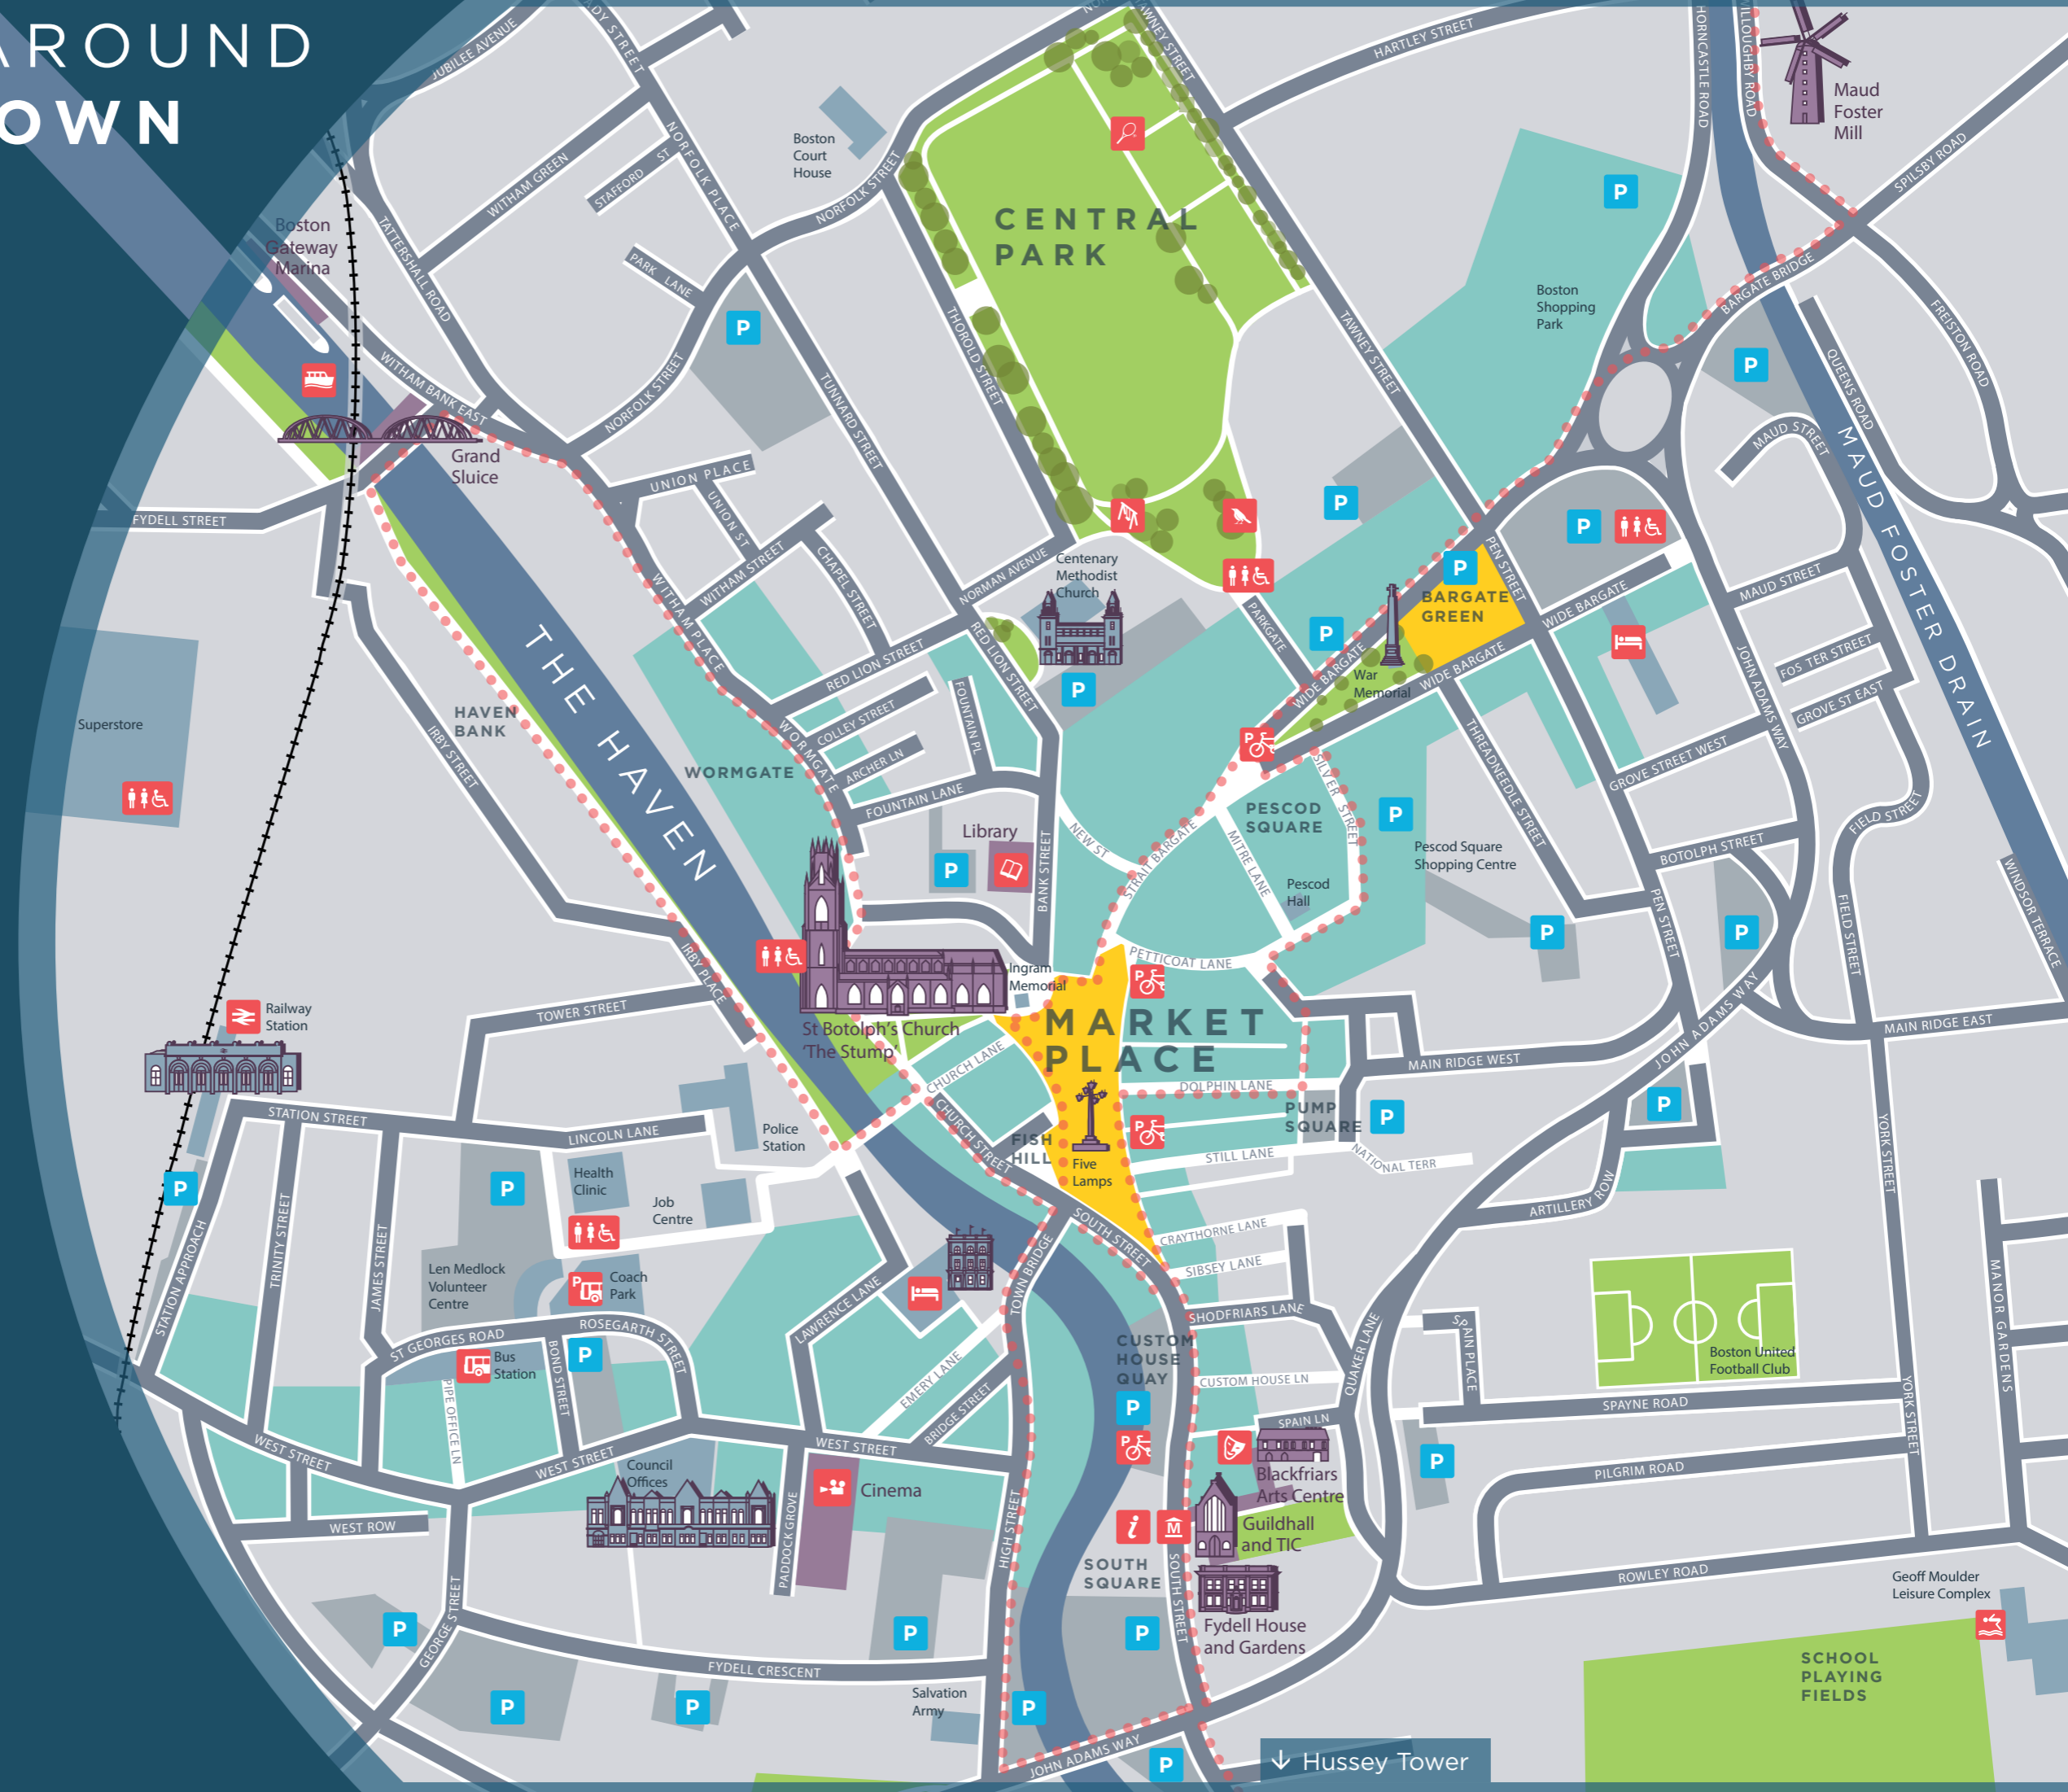 AROUND
OWN
JUBILEE AVENUE
NORFOLK PLACE
WITHAM GREEN
STAFFORD ST
Boston
Court
House
NORFOLK STREET
TAWNEY STREET
HARTLEY STREET
HORNCASTLE ROAD
WILLOUGHBY ROAD
Maud
Foster
Mill
SPILSBY ROAD
Boston
Gateway
Marina
TATTERSHALL ROAD
PARK LANE
P
CENTRAL
PARK
P
Boston
Shopping
Park
BARGATE BRIDGE
FREISTON ROAD
WITHAM BANK EAST
NORFOLK STREET
TUNNARD STREET
THOROLD STREET
TAWNEY STREET
P
QUEENS ROAD
MAUD STREET
MAUD FOSTER DRAIN
Grand
Sluice
FYDELL STREET
UNION PLACE
UNION ST
WITHAM STREET
CHAPEL STREET
WITHAM PLACE
NORMAN AVENUE
Centenary
Methodist
Church
P
P
P
PEN STREET
BARGATE
GREEN
WIDE BARGATE
MAUD STREET
THE HAVEN
HAVEN
BANK
Superstore
IRBY STREET
RED LION STREET
RED LION STREET
COLLEY STREET
FOUNTAIN PL
ARCHER LN
WORMGATE
WORMGATE
FOUNTAIN LANE
P
PARKGATE
P
WIDE BARGATE
War
Memorial
WIDE BARGATE
P
JOHN ADAMS WAY
FOSTER STREET
GROVE ST EAST
GROVE STREET WEST
THREADNEEDLE STREET
SILVER STREET
PESCOD
SQUARE
P
Pescod Square
Shopping Centre
BOTOLPH STREET
FIELD STREET
Library
P
BANK STREET
NEW ST
STRAIT BARGATE
MITRE LANE
Pescod
Hall
P
PEN STREET
P
FIELD STREET
WINDSOR TERRACE
IRBY PLACE
Ingram
Memorial
PETTICOAT LANE
P
St Botolph's Church
'The Stump'
MARKET
PLACE
Railway
Station
TOWER STREET
CHURCH LANE
DOLPHIN LANE
MAIN RIDGE WEST
JOHN ADAMS WAY
MAIN RIDGE EAST
STATION STREET
LINCOLN LANE
Police
Station
CHURCH STREET
FISH
HILL
Five
Lamps
P
PUMP
SQUARE
P
P
STILL LANE
NATIONAL TERR
YORK STREET
P
STATION APPROACH
TRINITY STREET
JAMES STREET
P
Health
Clinic
Job
Centre
Len Medlock
Volunteer
Centre
P
Coach
Park
SOUTH STREET
CRAYTHORNE LANE
SIBSEY LANE
ARTILLERY ROW
MANOR GARDENS
TOWN BRIDGE
LAWRENCE LANE
SHODFRIARS LANE
ST GEORGES ROAD
ROSEGARTH STREET
Bus
Station
BOND STREET
P
PIPE OFFICE LN
EMERY LANE
BRIDGE STREET
CUSTOM
HOUSE
QUAY
CUSTOM HOUSE LN
QUAKER LANE
SPAIN PLACE
Boston United
Football Club
P
P
SPAIN LN
SPAYNE ROAD
YORK STREET
WEST STREET
WEST STREET
WEST STREET
Council
Offices
Cinema
PADDOCK GROVE
HIGH STREET
Blackfriars
Arts Centre
P
PILGRIM ROAD
WEST ROW
i
Guildhall
and TIC
SOUTH
SQUARE
SOUTH STREET
ROWLEY ROAD
Geoff Moulder
Leisure Complex
GEORGE STREET
P
P
P
Fydell House
and Gardens
FYDELL CRESCENT
SCHOOL
PLAYING
FIELDS
P
P
Salvation
Army
P
JOHN ADAMS WAY
P
↓ Hussey Tower